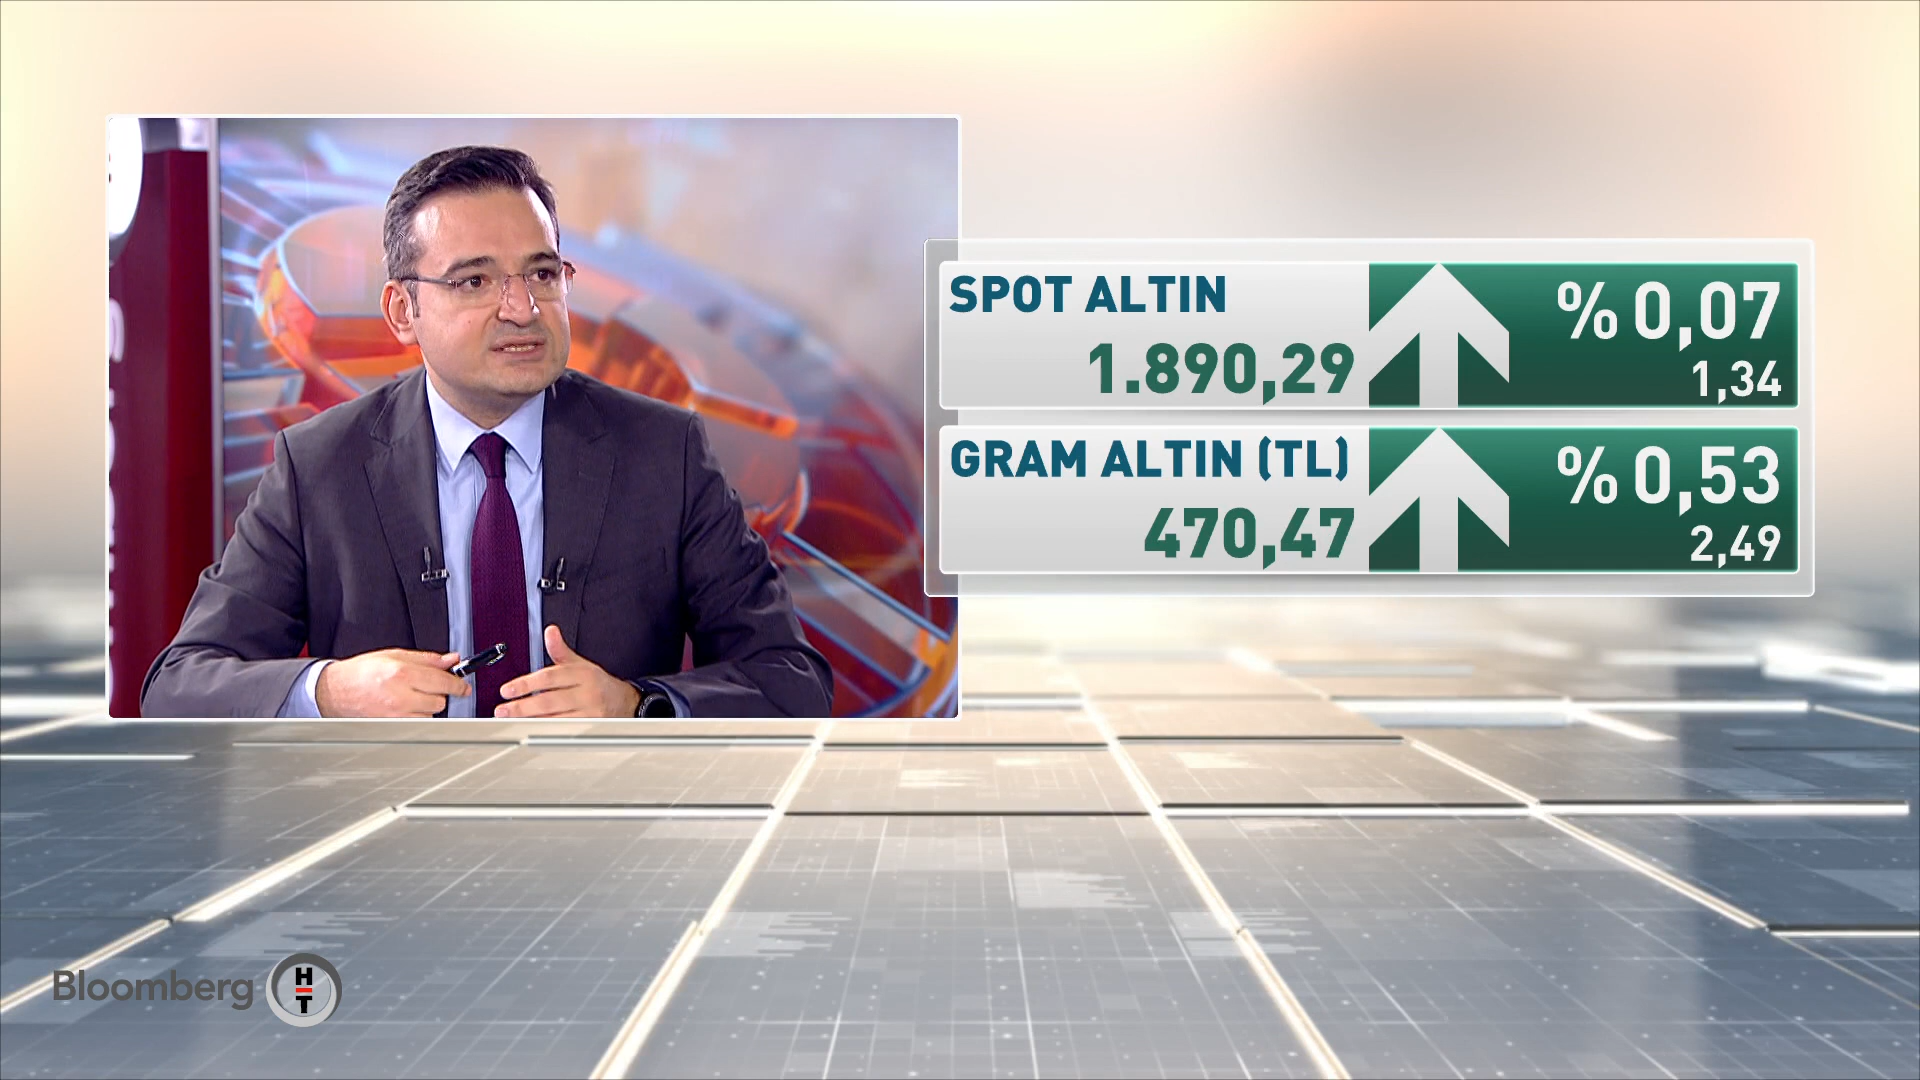 SPOT ALTIN
1.890,29
% 0,07
1,34
GRAM ALTIN (TL)
470,47
% 0,53
2,49
Bloomberg HT